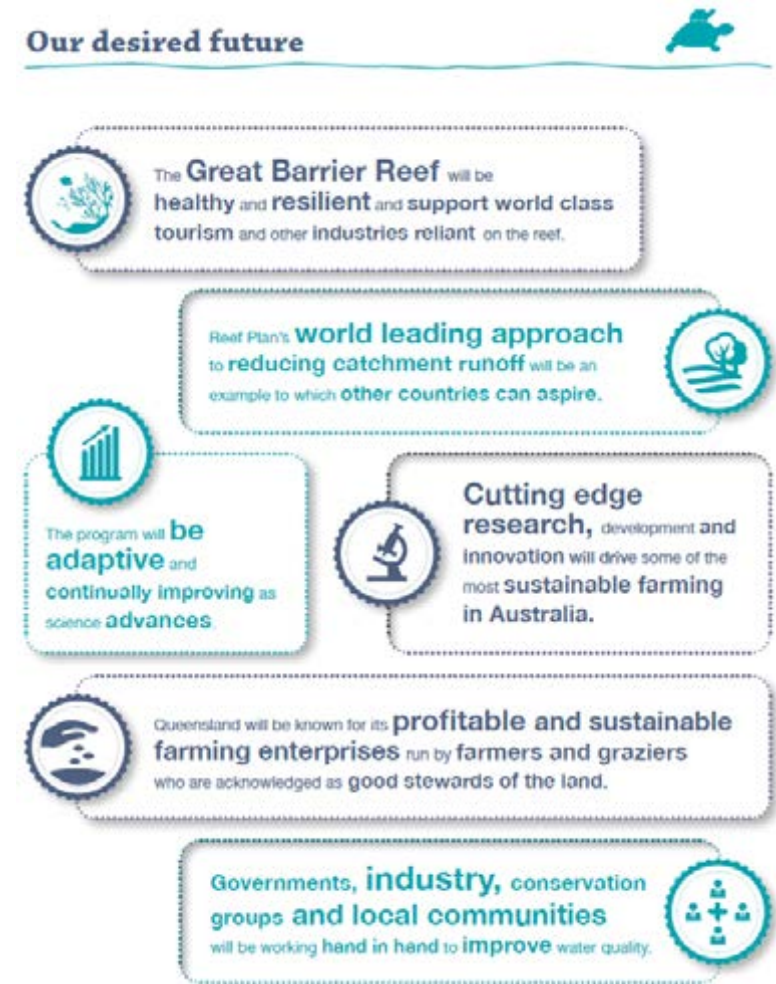 Our desired future
The Great Barrier Reef will be
healthy and resilient and support world class
tourism and other industries reliant on the reef.
Reef Plan's world leading approach
to reducing catchment runoff will be an
example to which other countries can aspire.
The program will be
adaptive and
continually improving as
science advances.
Cutting edge
research, development and
innovation will drive some of the
most sustainable farming
in Australia.
Queensland will be known for its profitable and sustainable
farming enterprises run by farmers and graziers
who are acknowledged as good stewards of the land.
Governments, industry, conservation
groups and local communities
will be working hand in hand to improve water quality.